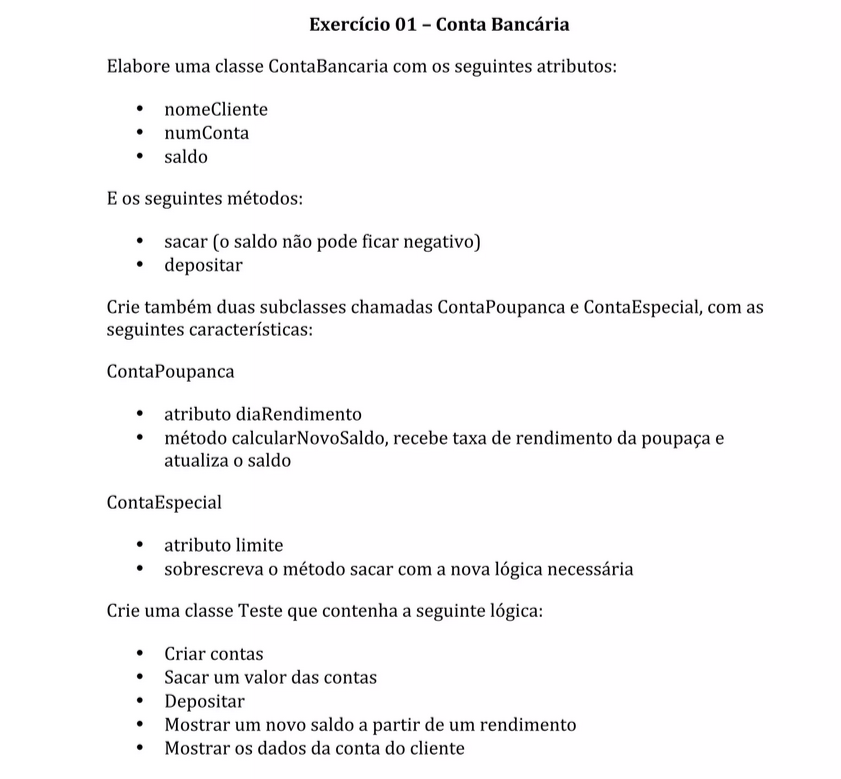 Exercício 01 – Conta Bancária
Elabore uma classe ContaBancaria com os seguintes atributos:
• nomeCliente
• numConta
• saldo
E os seguintes métodos:
• sacar (o saldo não pode ficar negativo)
• depositar
Crie também duas subclasses chamadas ContaPoupanca e ContaEspecial, com as
seguintes características:
ContaPoupanca
• atributo diaRendimento
• método calcularNovoSaldo, recebe taxa de rendimento da poupaça e
atualiza o saldo
ContaEspecial
• atributo limite
• sobrescreva o método sacar com a nova lógica necessária
Crie uma classe Teste que contenha a seguinte lógica:
• Criar contas
• Sacar um valor das contas
• Depositar
• Mostrar um novo saldo a partir de um rendimento
• Mostrar os dados da conta do cliente